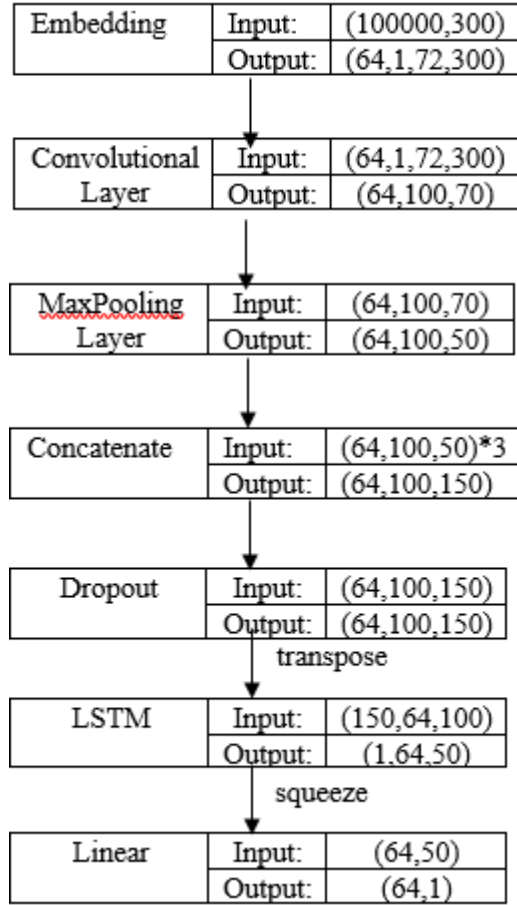 Embedding Input: (100000,300)
Output: (64,1,72,300)
Convolutional Input: (64,1,72,300)
Layer Output: (64,100,70)
MaxPooling Input: (64,100,70)
Layer Output: (64,100,50)
Concatenate Input: (64,100,50)*3
Output: (64,100,150)
Dropout Input: (64,100,150)
Output: (64,100,150)
transpose
LSTM Input: (150,64,100)
Output: (1,64,50)
squeeze
Linear Input: (64,50)
Output: (64,1)